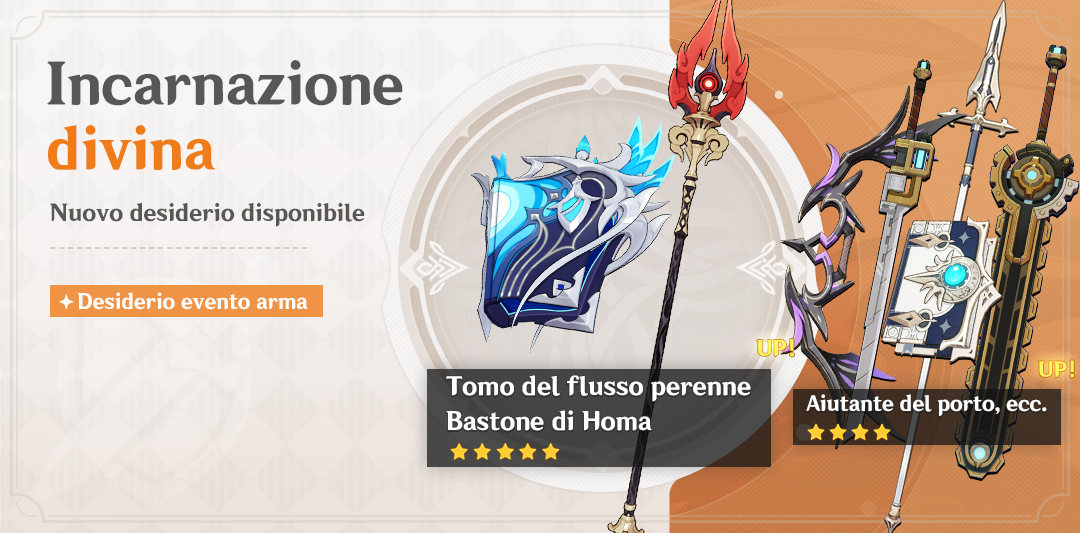 Incarnazione
divina
Nuovo desiderio disponibile
Desiderio evento arma
Tomo del flusso perenne
Bastone di Homa
UP!
Aiutante del porto, ecc.
UP!